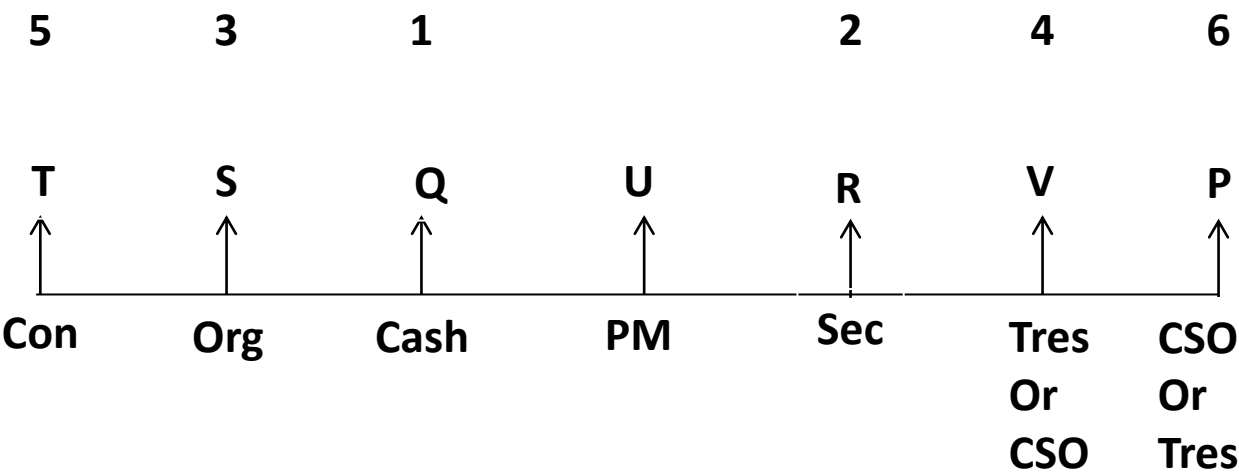 5 3 1 2 4 6
T S Q U R V P
Con Org Cash PM Sec Tres CSO
Or Or
CSO Tres